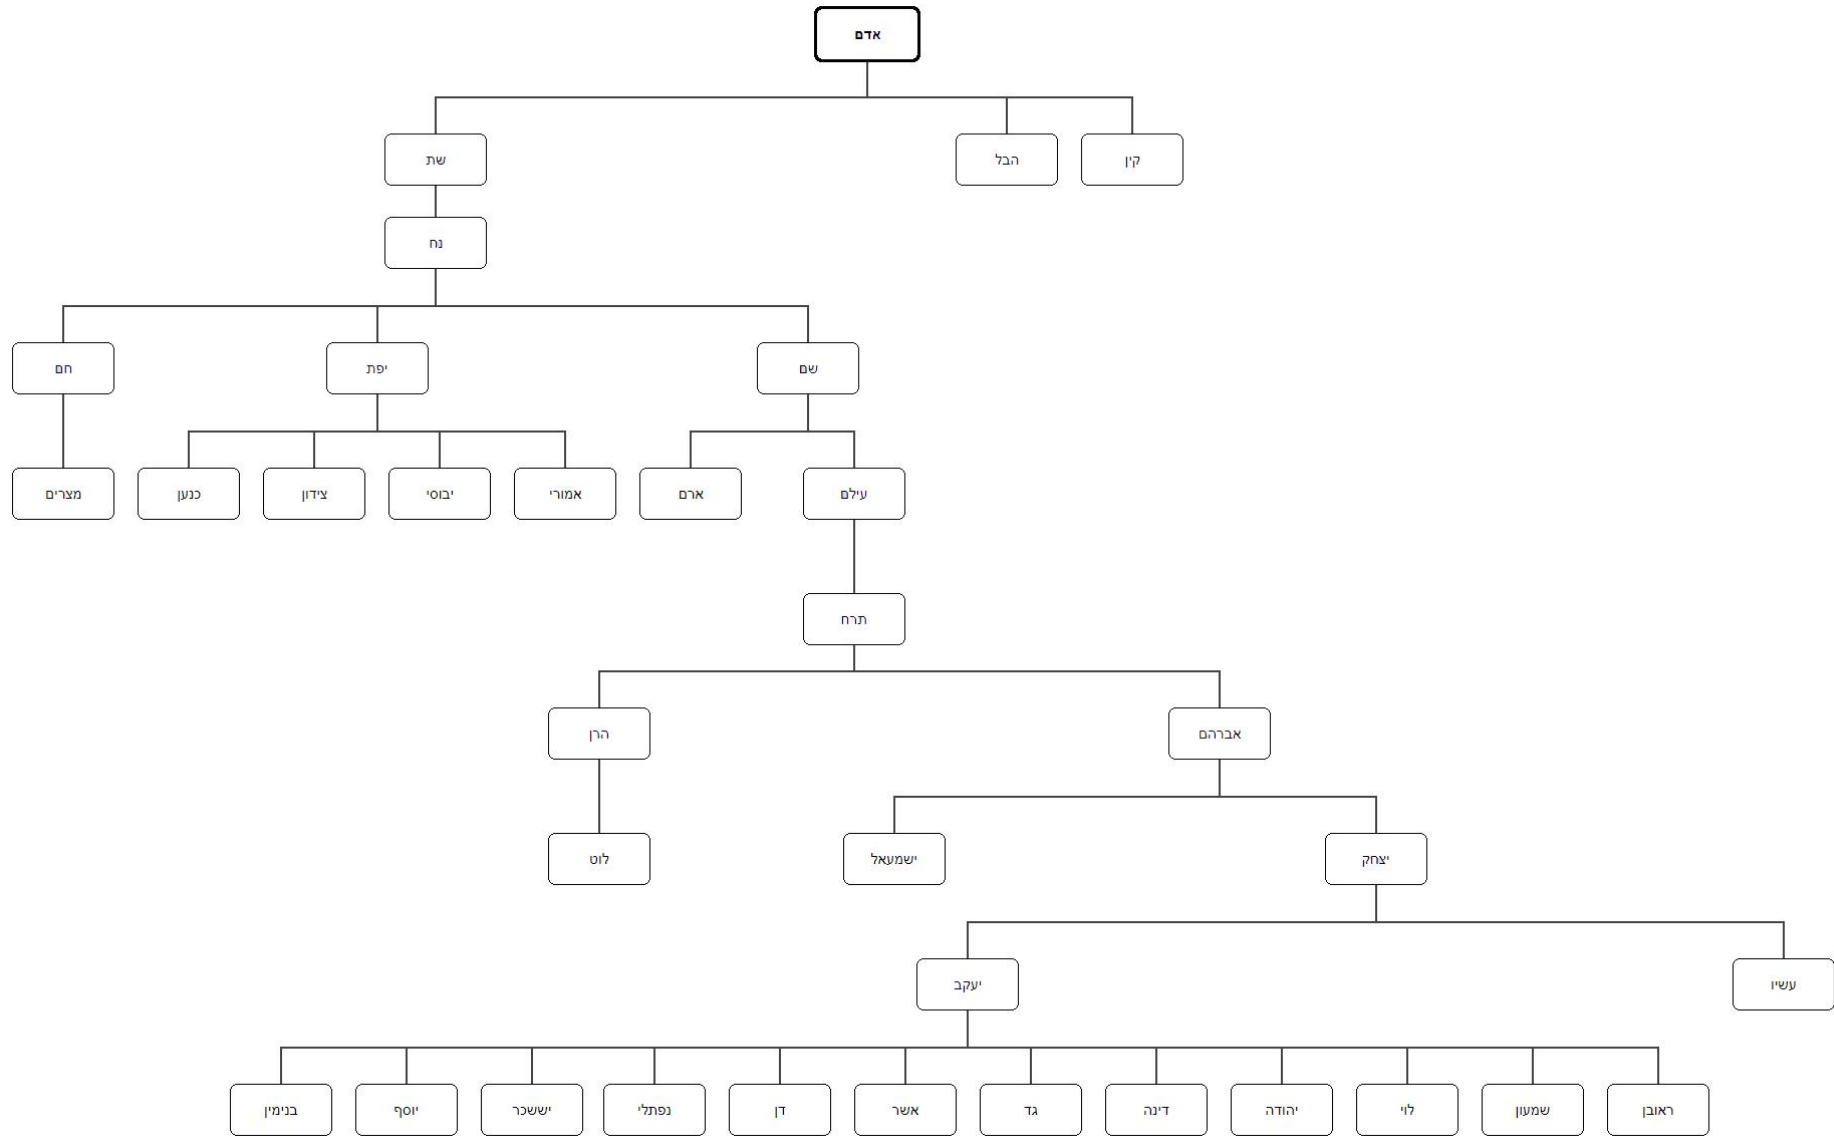 אדם
קין
הבל
שת
נח
שם
יפת
חם
עילם
ארם
אמורי
יבוסי
צידון
כנען
מצרים
תרח
אברהם
הרן
יצחק
ישמעאל
לוט
עשיו
יעקב
ראובן
שמעון
לוי
יהודה
דינה
גד
אשר
דן
נפתלי
יששכר
יוסף
בנימין